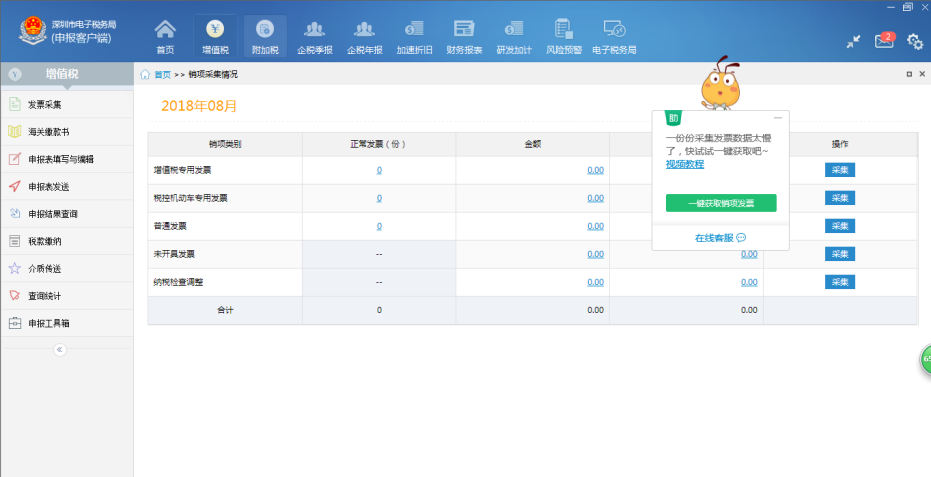 深圳市电子税务局
(申报客户端)
首页
增值税
附加税
企税季报
企税年报
加速折旧
财务报表
研发加计
风险预警
电子税务局
2
增值税
首页 >> 销项采集情况
发票采集
海关缴款书
申报表填写与编辑
申报表发送
申报结果查询
税款缴纳
介质传送
查询统计
申报工具箱
2018年08月
销项类别 正常发票（份） 金额 操作
增值税专用发票 0 0.00 采集
税控机动车专用发票 0 0.00 采集
普通发票 0 0.00 采集
未开具发票 -- 0.00 0.00 采集
纳税检查调整 -- 0.00 0.00 采集
合计 0 0.00 0.00
助
一份份采集发票数据太慢
了，快试试一键获取吧~
视频教程
一键获取销项发票
在线客服